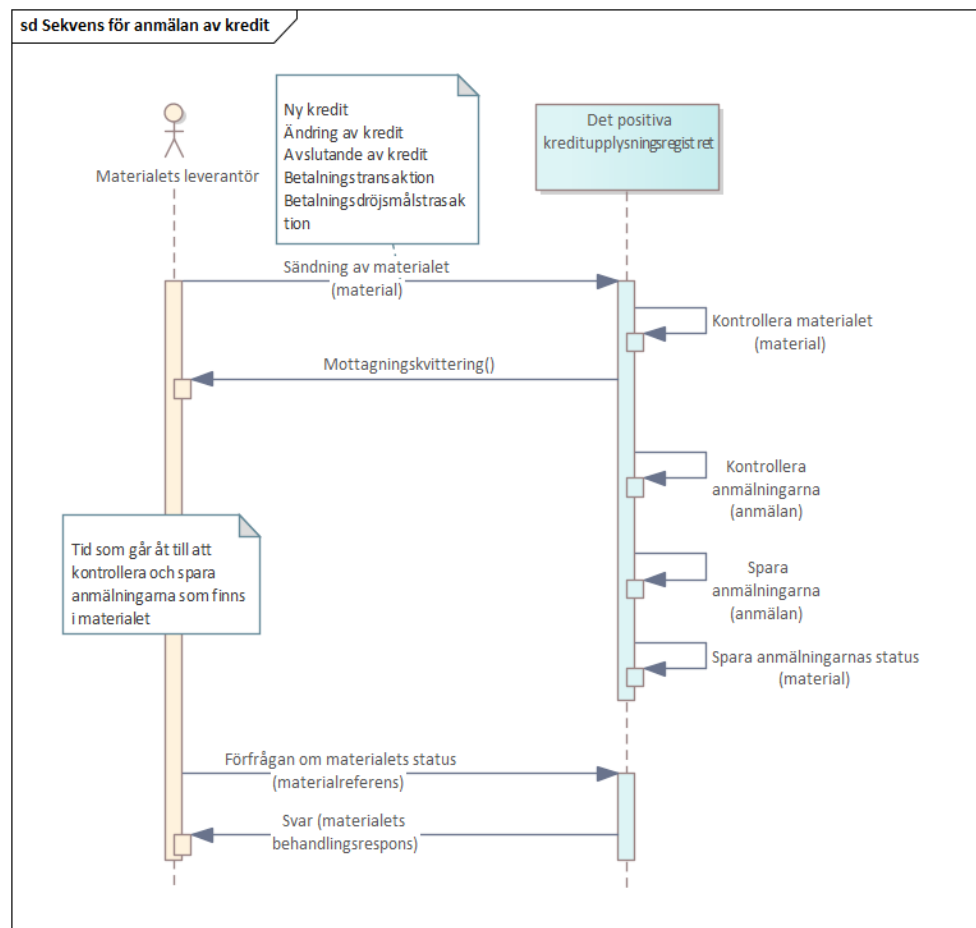 sd Sekvens för anmälan av kredit
Ny kredit
Ändring av kredit
Avslutande av kredit
Betalningstransaktion
Betalningsdröjsmålstrasak
tion
Det positiva
kreditupplysningsregistret
Materialets leverantör
Sändning av materialet
(material)
Kontrollera materialet
(material)
Mottagningskvittering()
Kontrollera
anmälningarna
(anmälan)
Tid som går åt till att
kontrollera och spara
anmälningarna som finns
i materialet
Spara
anmälningarna
(anmälan)
Spara anmälningarnas status
(material)
Förfrågan om materialets status
(materialreferens)
Svar (materialets
behandlingsrespons)